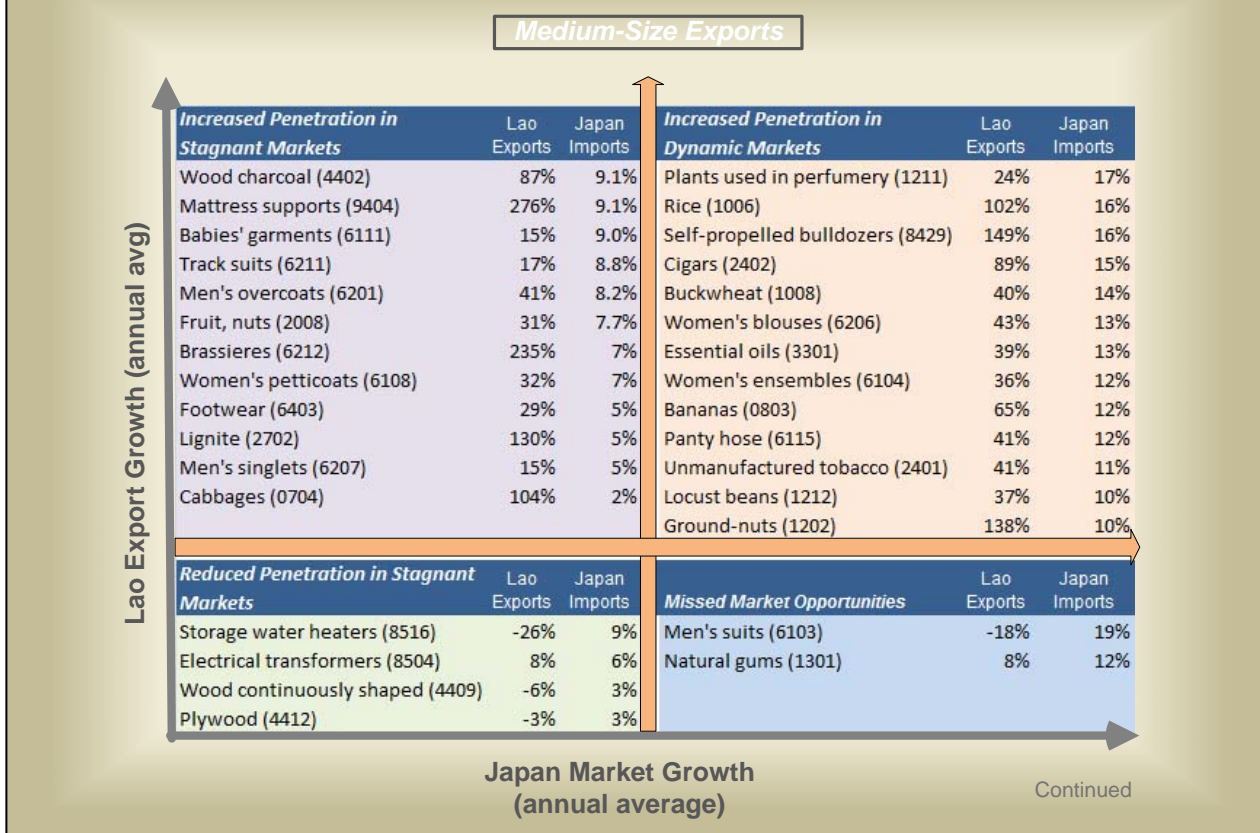 Medium-Size Exports
Lao Export Growth (annual avg)
Increased Penetration in Stagnant Markets Lao Exports Japan Imports
Wood charcoal (4402) 87% 9.1%
Mattress supports (9404) 276% 9.1%
Babies' garments (6111) 15% 9.0%
Track suits (6211) 17% 8.8%
Men's overcoats (6201) 41% 8.2%
Fruit, nuts (2008) 31% 7.7%
Brassieres (6212) 235% 7%
Women's petticoats (6108) 32% 7%
Footwear (6403) 29% 5%
Lignite (2702) 130% 5%
Men's singlets (6207) 15% 5%
Cabbages (0704) 104% 2%
Increased Penetration in Dynamic Markets Lao Exports Japan Imports
Plants used in perfumery (1211) 24% 17%
Rice (1006) 102% 16%
Self-propelled bulldozers (8429) 149% 16%
Cigars (2402) 89% 15%
Buckwheat (1008) 40% 14%
Women's blouses (6206) 43% 13%
Essential oils (3301) 39% 13%
Women's ensembles (6104) 36% 12%
Bananas (0803) 65% 12%
Panty hose (6115) 41% 12%
Unmanufactured tobacco (2401) 41% 11%
Locust beans (1212) 37% 10%
Ground-nuts (1202) 138% 10%
Reduced Penetration in Stagnant Markets Lao Exports Japan Imports
Storage water heaters (8516) -26% 9%
Electrical transformers (8504) 8% 6%
Wood continuously shaped (4409) -6% 3%
Plywood (4412) -3% 3%
Missed Market Opportunities Lao Exports Japan Imports
Men's suits (6103) -18% 19%
Natural gums (1301) 8% 12%
Japan Market Growth
(annual average)
Continued